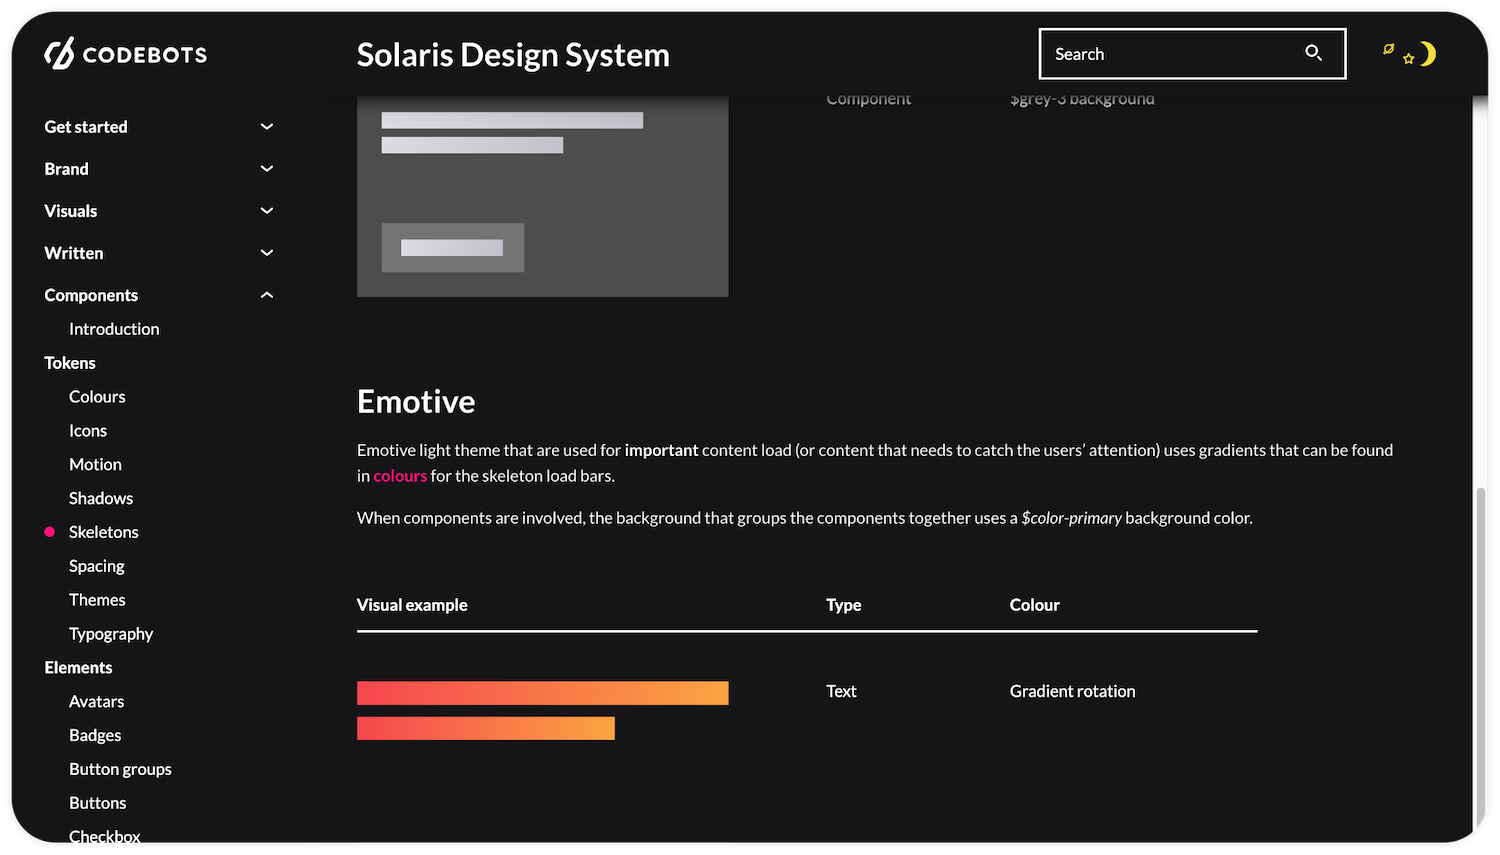 CODEBOTS
Solaris Design System
Search
Get started
Brand
Visuals
Written
Components
Introduction
Tokens
Colours
Icons
Motion
Shadows
Skeletons
Spacing
Themes
Typography
Elements
Avatars
Badges
Button groups
Buttons
Checkbox
Component $grey-3 background
Emotive
Emotive light theme that are used for important content load (or content that needs to catch the users’ attention) uses gradients that can be found
in colours for the skeleton load bars.
When components are involved, the background that groups the components together uses a $color-primary background color.
Visual example Type Colour
Text Gradient rotation